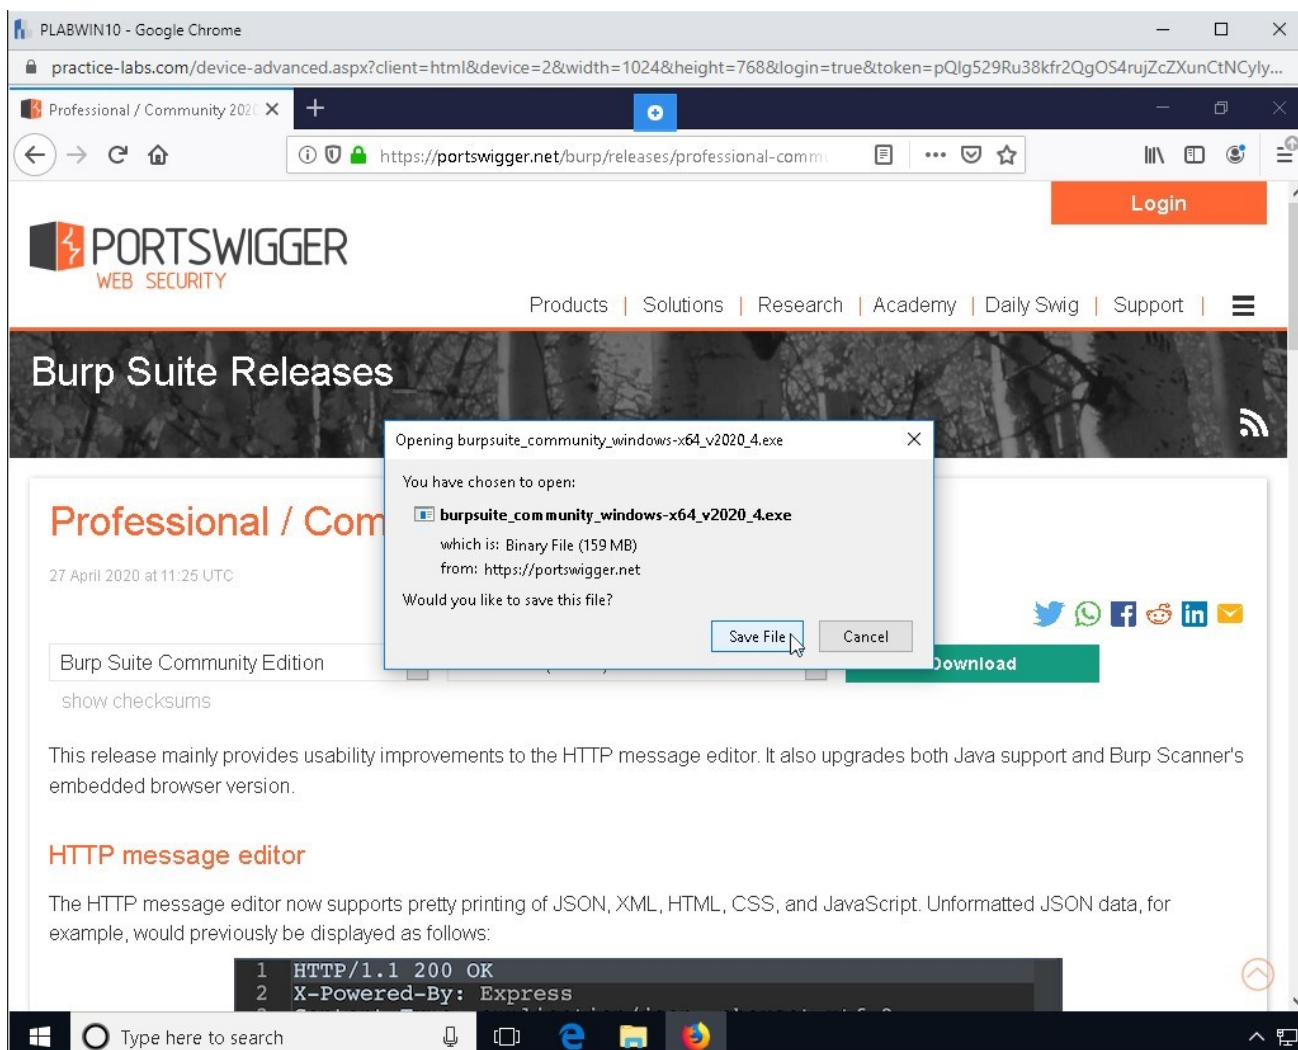 PLABWIN10 - Google Chrome
practice-labs.com/device-advanced.aspx?client=html&device=2&width=1024&height=768&login=true&token=pQlg529Ru38kfr2QgOS4rujZcZXunCtNCyly...
Professional / Community 202
https://portswigger.net/burp/releases/professional-comm
Login
PORTSWIGGER
WEB SECURITY
Products | Solutions | Research | Academy | Daily Swig | Support |
Burp Suite Releases
Opening burpsuite_community_windows-x64_v2020_4.exe
You have chosen to open:
burpsuite_community_windows-x64_v2020_4.exe
which is: Binary File (159 MB)
from: https://portswigger.net
Would you like to save this file?
Save File
Cancel
Professional / Com
27 April 2020 at 11:25 UTC
Burp Suite Community Edition
Download
show checksums
This release mainly provides usability improvements to the HTTP message editor. It also upgrades both Java support and Burp Scanner's
embedded browser version.
HTTP message editor
The HTTP message editor now supports pretty printing of JSON, XML, HTML, CSS, and JavaScript. Unformatted JSON data, for
example, would previously be displayed as follows:
1 HTTP/1.1 200 OK
2 X-Powered-By: Express
Type here to search